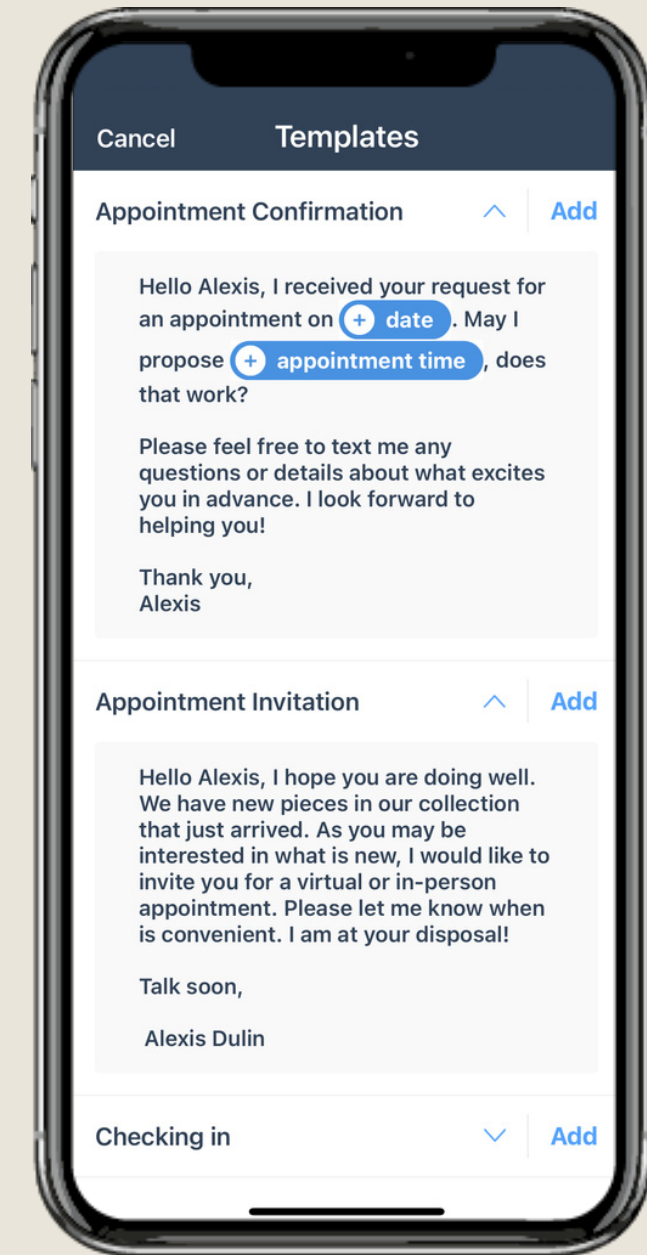 Cancel Templates
Appointment Confirmation Add
Hello Alexis, I received your request for
an appointment on + date . May I
propose + appointment time , does
that work?
Please feel free to text me any
questions or details about what excites
you in advance. I look forward to
helping you!
Thank you,
Alexis
Appointment Invitation Add
Hello Alexis, I hope you are doing well.
We have new pieces in our collection
that just arrived. As you may be
interested in what is new, I would like to
invite you for a virtual or in-person
appointment. Please let me know when
is convenient. I am at your disposal!
Talk soon,
Alexis Dulin
Checking in Add